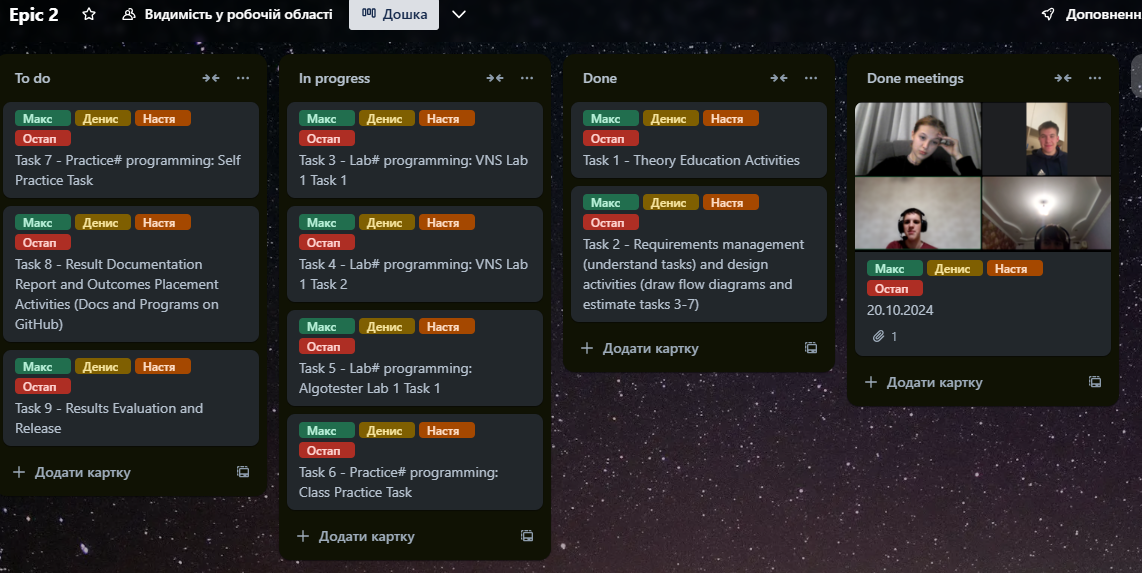 Epic 2
Видимість у робочій області
Дошка
Доповненн
To do
Макс Денис Настя
Остап
Task 7 - Practice# programming: Self
Practice Task
Макс Денис Настя
Остап
Task 8 - Result Documentation
Report and Outcomes Placement
Activities (Docs and Programs on
GitHub)
Макс Денис Настя
Остап
Task 9 - Results Evaluation and
Release
Додати картку
In progress
Макс Денис Настя
Остап
Task 3 - Lab# programming: VNS Lab
1 Task 1
Макс Денис Настя
Остап
Task 4 - Lab# programming: VNS Lab
1 Task 2
Макс Денис Настя
Остап
Task 5 - Lab# programming:
Algotester Lab 1 Task 1
Макс Денис Настя
Остап
Task 6 - Practice# programming:
Class Practice Task
Додати картку
Done
Макс Денис Настя
Остап
Task 1 - Theory Education Activities
Макс Денис Настя
Остап
Task 2 - Requirements management
(understand tasks) and design
activities (draw flow diagrams and
estimate tasks 3-7)
Додати картку
Done meetings
Макс Денис Настя
Остап
20.10.2024
1
Додати картку